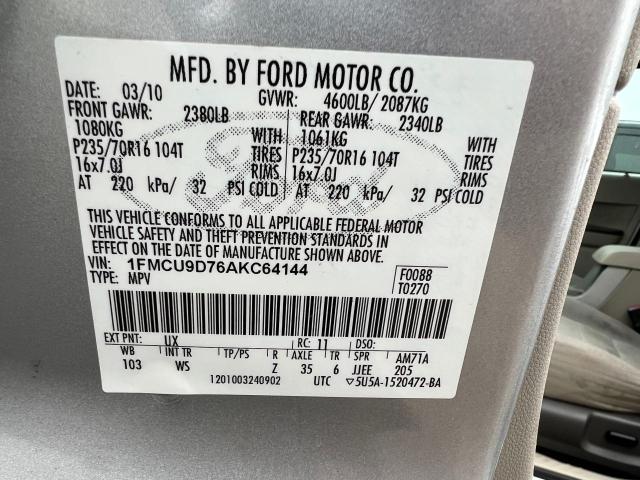 MFD. BY FORD MOTOR CO.
DATE: 03/10 GVWR: 4600LB/ 2087KG
FRONT GAWR: 2380LB REAR GAWR: 2340LB
1080KG WITH 1061KG WITH
P235/70R16 104T TIRES P235/70R16 104T TIRES
16x7.0J RIMS 16x7.0J RIMS
AT 220 kPa/ 32 PSI COLD AT 220 kPa/ 32 PSI COLD
THIS VEHICLE CONFORMS TO ALL APPLICABLE FEDERAL MOTOR
VEHICLE SAFETY AND THEFT PREVENTION STANDARDS IN
EFFECT ON THE DATE OF MANUFACTURE SHOWN ABOVE.
VIN: 1FMCU9D76AKC64144 F0088
TYPE: MPV T0270
EXT PNT: UX RC: 11 DSO:
WB INT TR TP/PS R AXLE TR SPR AM71A
103 WS Z 35 6 JJEE 205
1201003240902 UTC ▽5U5A-1520472-BA